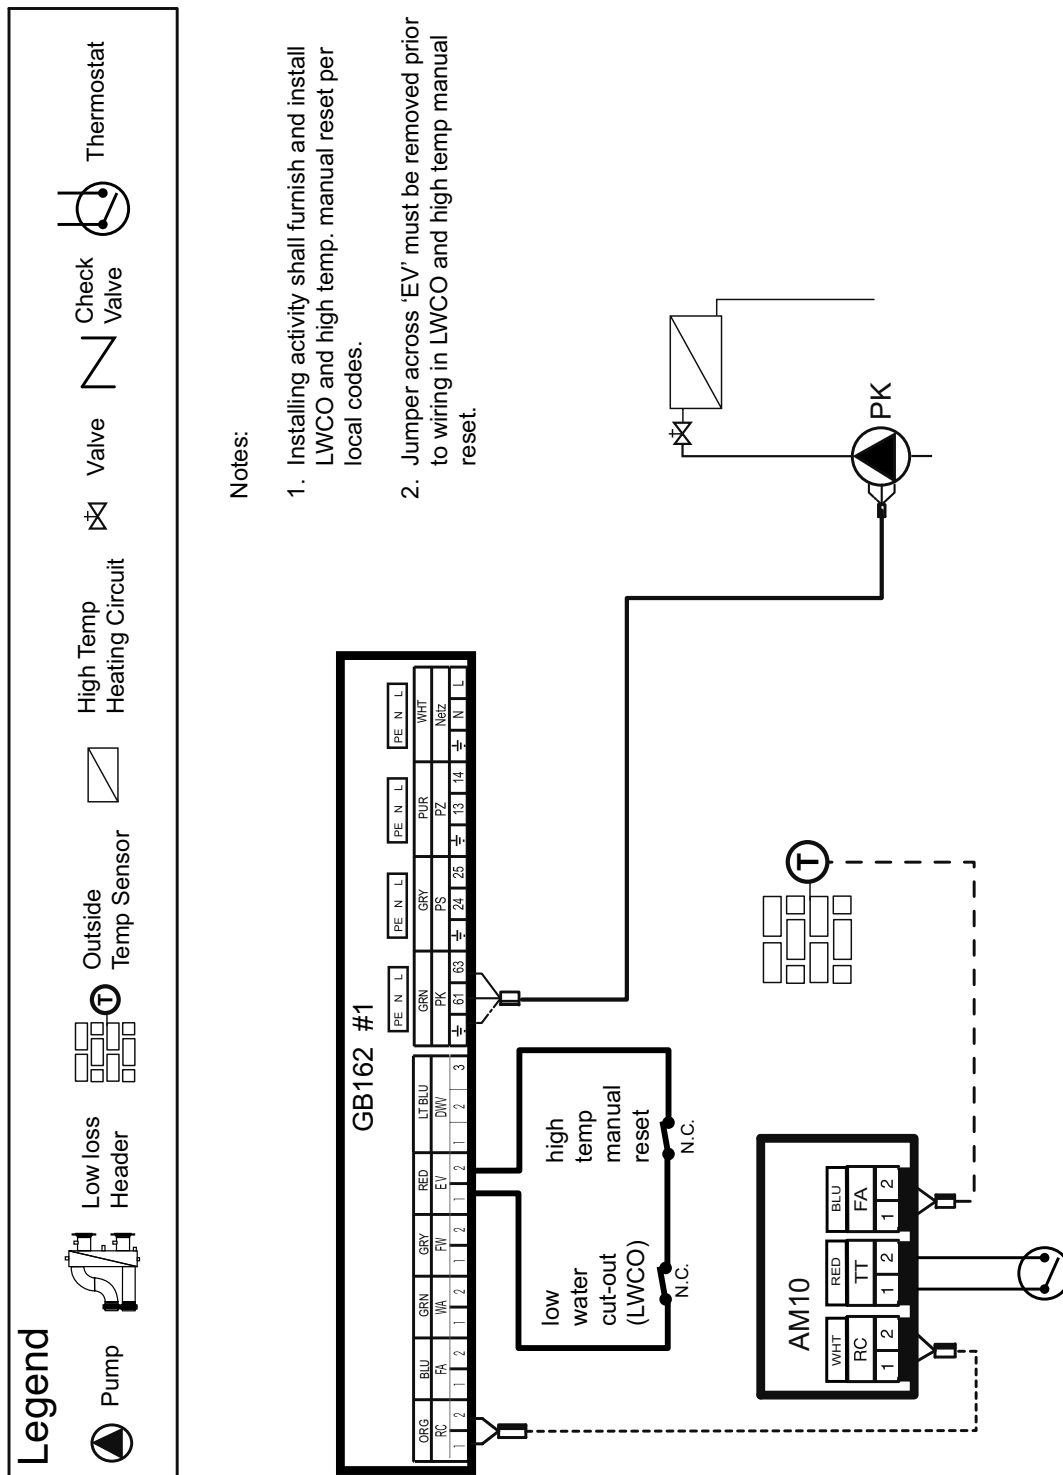 Legend
Pump
Low loss
Header
T
Outside
Temp Sensor
High Temp
Heating Circuit
Valve
Check
Valve
Thermostat
Notes:
1. Installing activity shall furnish and install
LWCO and high temp. manual reset per
local codes.
2. Jumper across ‘EV’ must be removed prior
to wiring in LWCO and high temp manual
reset.
GB162 #1
PE N L
PE N L
PE N L
PE N L
ORG BLU GRN GRY RED LT BLU GRN GRY PUR WHT
RC FA WA FW EV DWV PK PS PZ Netz
1 2 1 2 1 2 1 2 1 2 1 2 3 61 63 24 25 13 14 N L
low
water
cut-out
(LWCO)
N.C.
high
temp
manual
reset
N.C.
PK
T
AM10
WHT RED BLU
RC TT FA
1 2 1 2 1 2